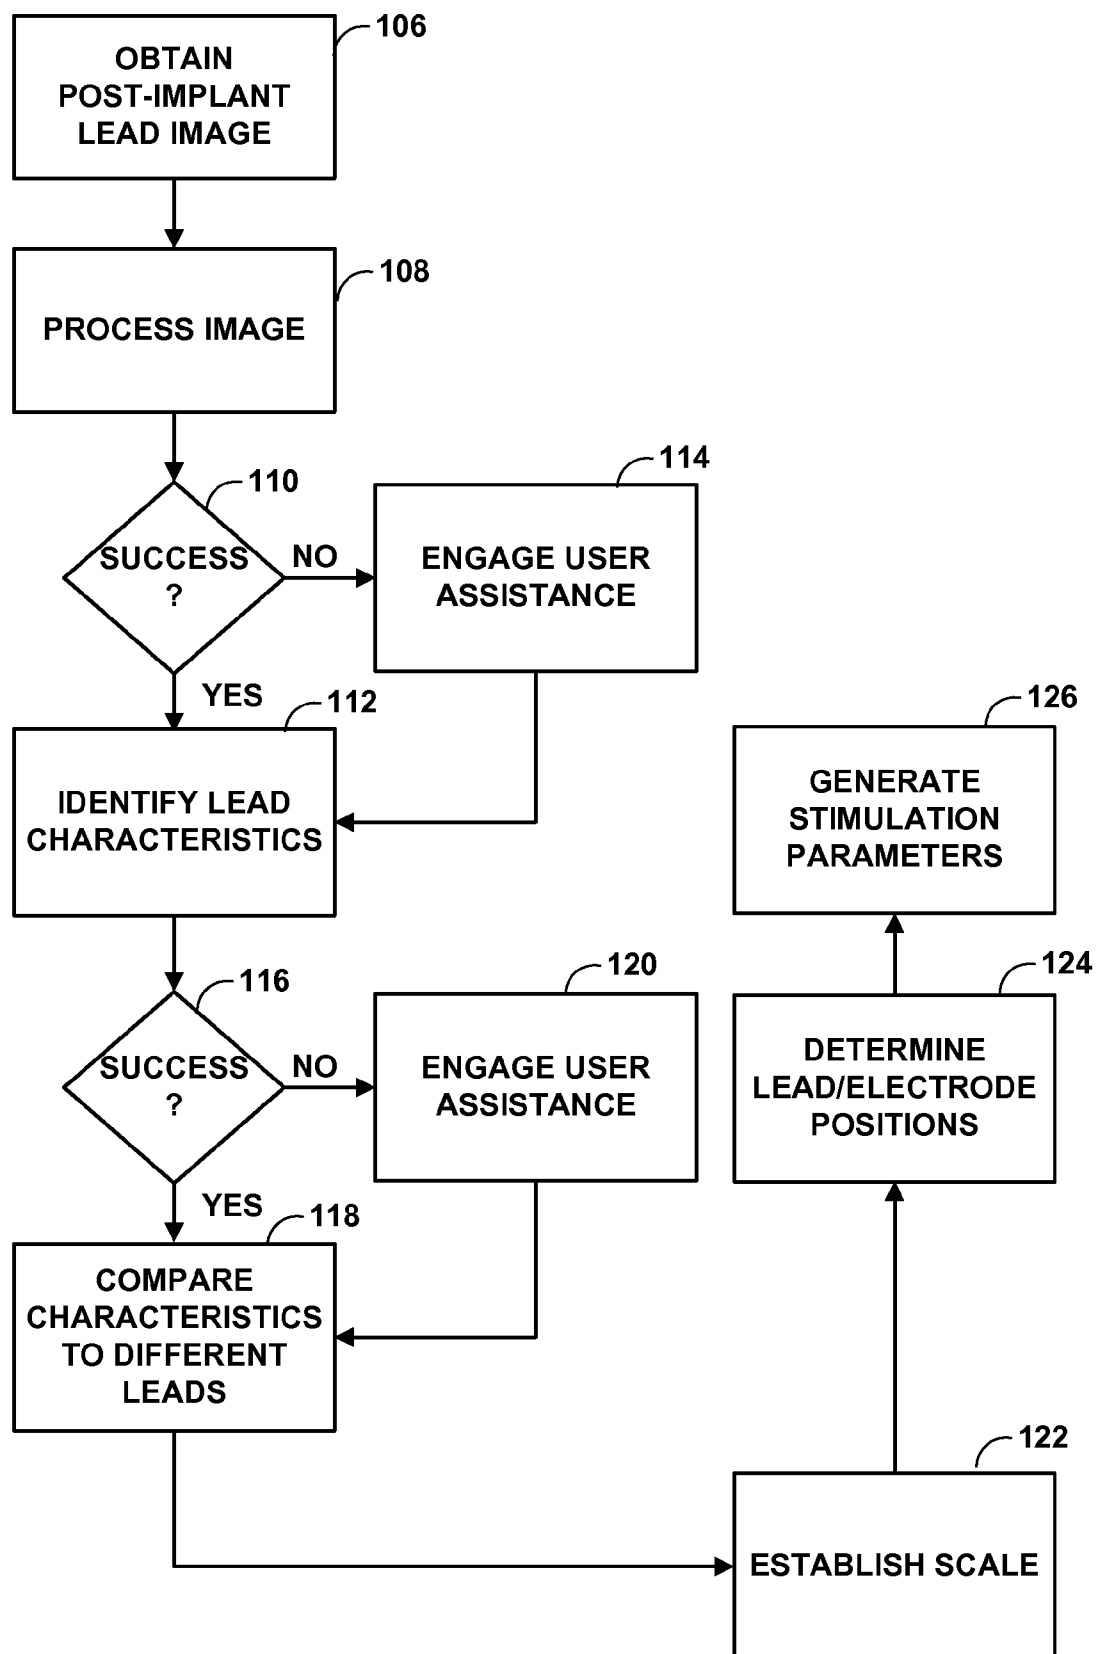 106
OBTAIN
POST-IMPLANT
LEAD IMAGE
108
PROCESS IMAGE
110
SUCCESS
?
NO
YES
114
ENGAGE USER
ASSISTANCE
112
IDENTIFY LEAD
CHARACTERISTICS
116
SUCCESS
?
NO
YES
120
ENGAGE USER
ASSISTANCE
118
COMPARE
CHARACTERISTICS
TO DIFFERENT
LEADS
122
ESTABLISH SCALE
124
DETERMINE
LEAD/ELECTRODE
POSITIONS
126
GENERATE
STIMULATION
PARAMETERS